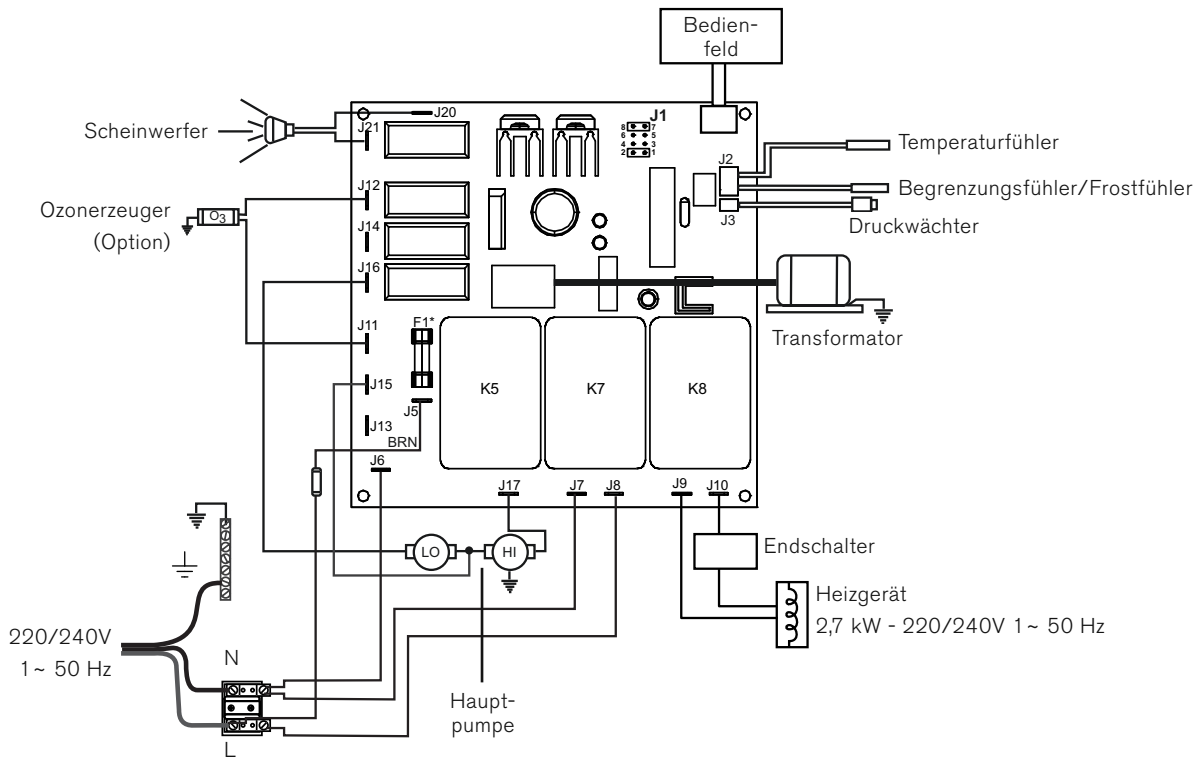 Bedien-
feld
J20
J1
Scheinwerfer
J21
8 7
6 5
4 3
2 1
J2
Temperaturfühler
J12
Begrenzungsfühler/Frostfühler
Ozonerzeuger
(Option)
O3
J3
Druckwächter
J14
J16
J11
F1*
Transformator
J15
K5
K7
K8
J5
J13
BRN
J6
J17
J7
J8
J9
J10
LO
HI
Endschalter
Heizgerät
2,7 kW - 220/240V 1~ 50 Hz
220/240V
1~ 50 Hz
N
Haupt-
pumpe
L